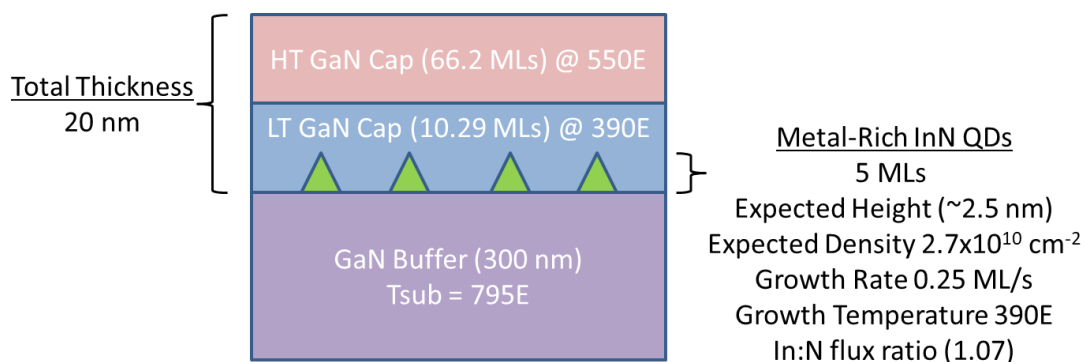 HT GaN Cap (66.2 MLs) @ 550E
Total Thickness
20 nm
LT GaN Cap (10.29 MLs) @ 390E
Metal-Rich InN QDs
5 MLs
Expected Height (~2.5 nm)
Expected Density 2.7x10¹⁰ cm⁻²
Growth Rate 0.25 ML/s
Growth Temperature 390E
In:N flux ratio (1.07)
GaN Buffer (300 nm)
Tsub = 795E